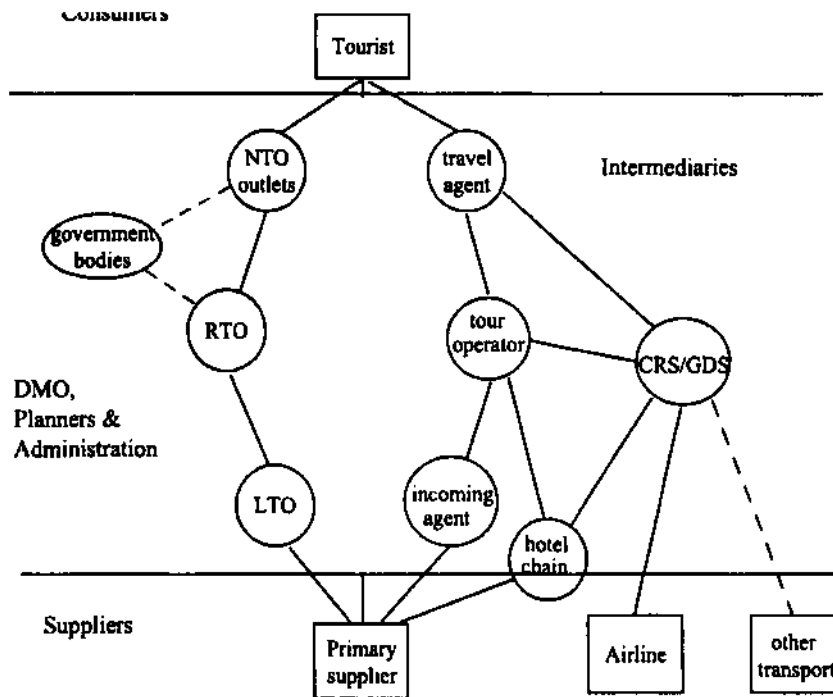 Consumers
Tourist
NTO
outlets
travel
agent
Intermediaries
government
bodies
RTO
tour
operator
CRS/GDS
DMO,
Planners &
Administration
LTO
incoming
agent
hotel
chain
Suppliers
Primary
supplier
Airline
other
transport